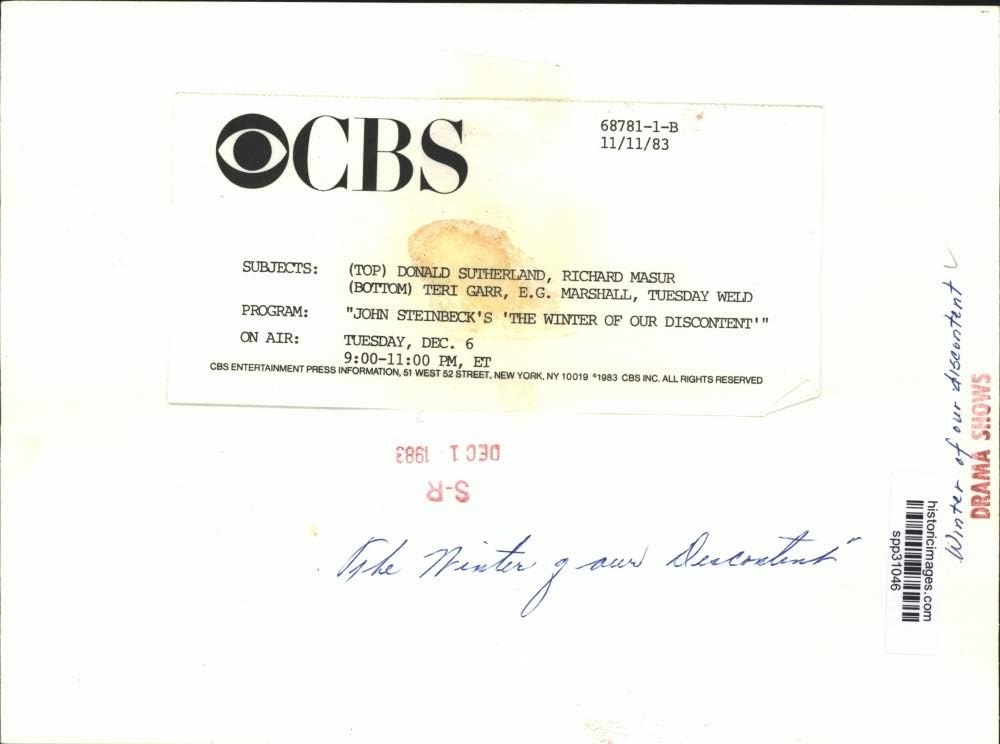 CBS
68781-1-B
11/11/83
SUBJECTS: (TOP) DONALD SUTHERLAND, RICHARD MASUR
(BOTTOM) TERI GARR, E.G. MARSHALL, TUESDAY WELD
PROGRAM: "JOHN STEINBECK'S 'THE WINTER OF OUR DISCONTENT'"
ON AIR: TUESDAY, DEC. 6
9:00-11:00 PM, ET
CBS ENTERTAINMENT PRESS INFORMATION, 51 WEST 52 STREET, NEW YORK, NY 10019 ©1983 CBS INC. ALL RIGHTS RESERVED
DEC 1 1983
S-R
The Winter of our Descontent"
historicimages.com
spp31046
Winter of our discontent
DRAMA SHOWS